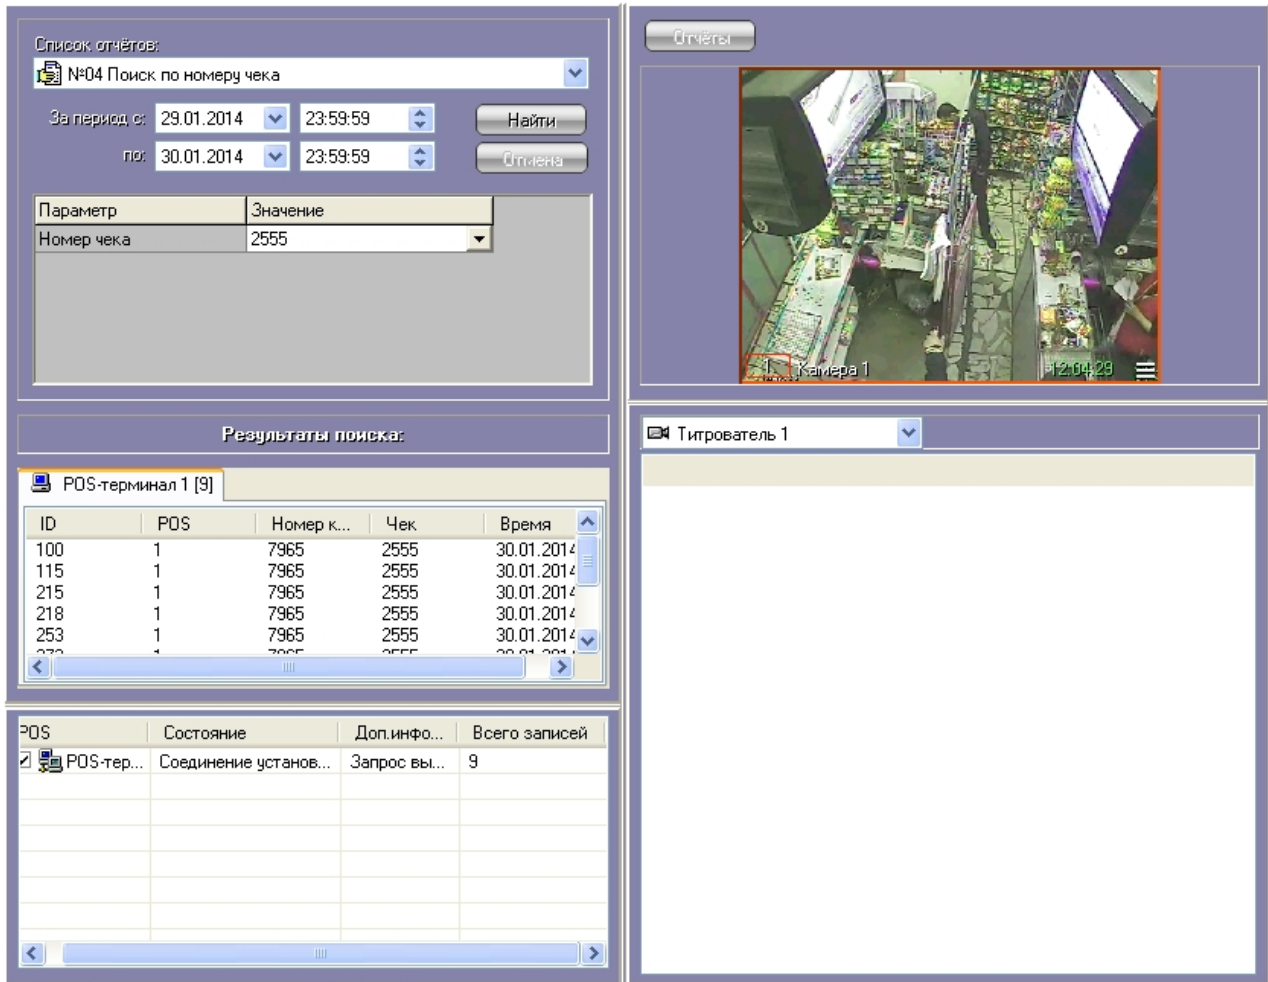 Список отчётов:
№04 Поиск по номеру чека
За период с: 29.01.2014 23:59:59 Найти
по: 30.01.2014 23:59:59 Отмена
Параметр Значение
Номер чека 2555
Результаты поиска:
POS-терминал 1 [9]
ID POS Номер к... Чек Время
100 1 7965 2555 30.01.2014
115 1 7965 2555 30.01.2014
215 1 7965 2555 30.01.2014
218 1 7965 2555 30.01.2014
253 1 7965 2555 30.01.2014
POS Состояние Доп.инфо... Всего записей
POS-тер... Соединение установ... Запрос вы... 9
Отчёты
1 Камера 1 12:04:29
Титрователь 1